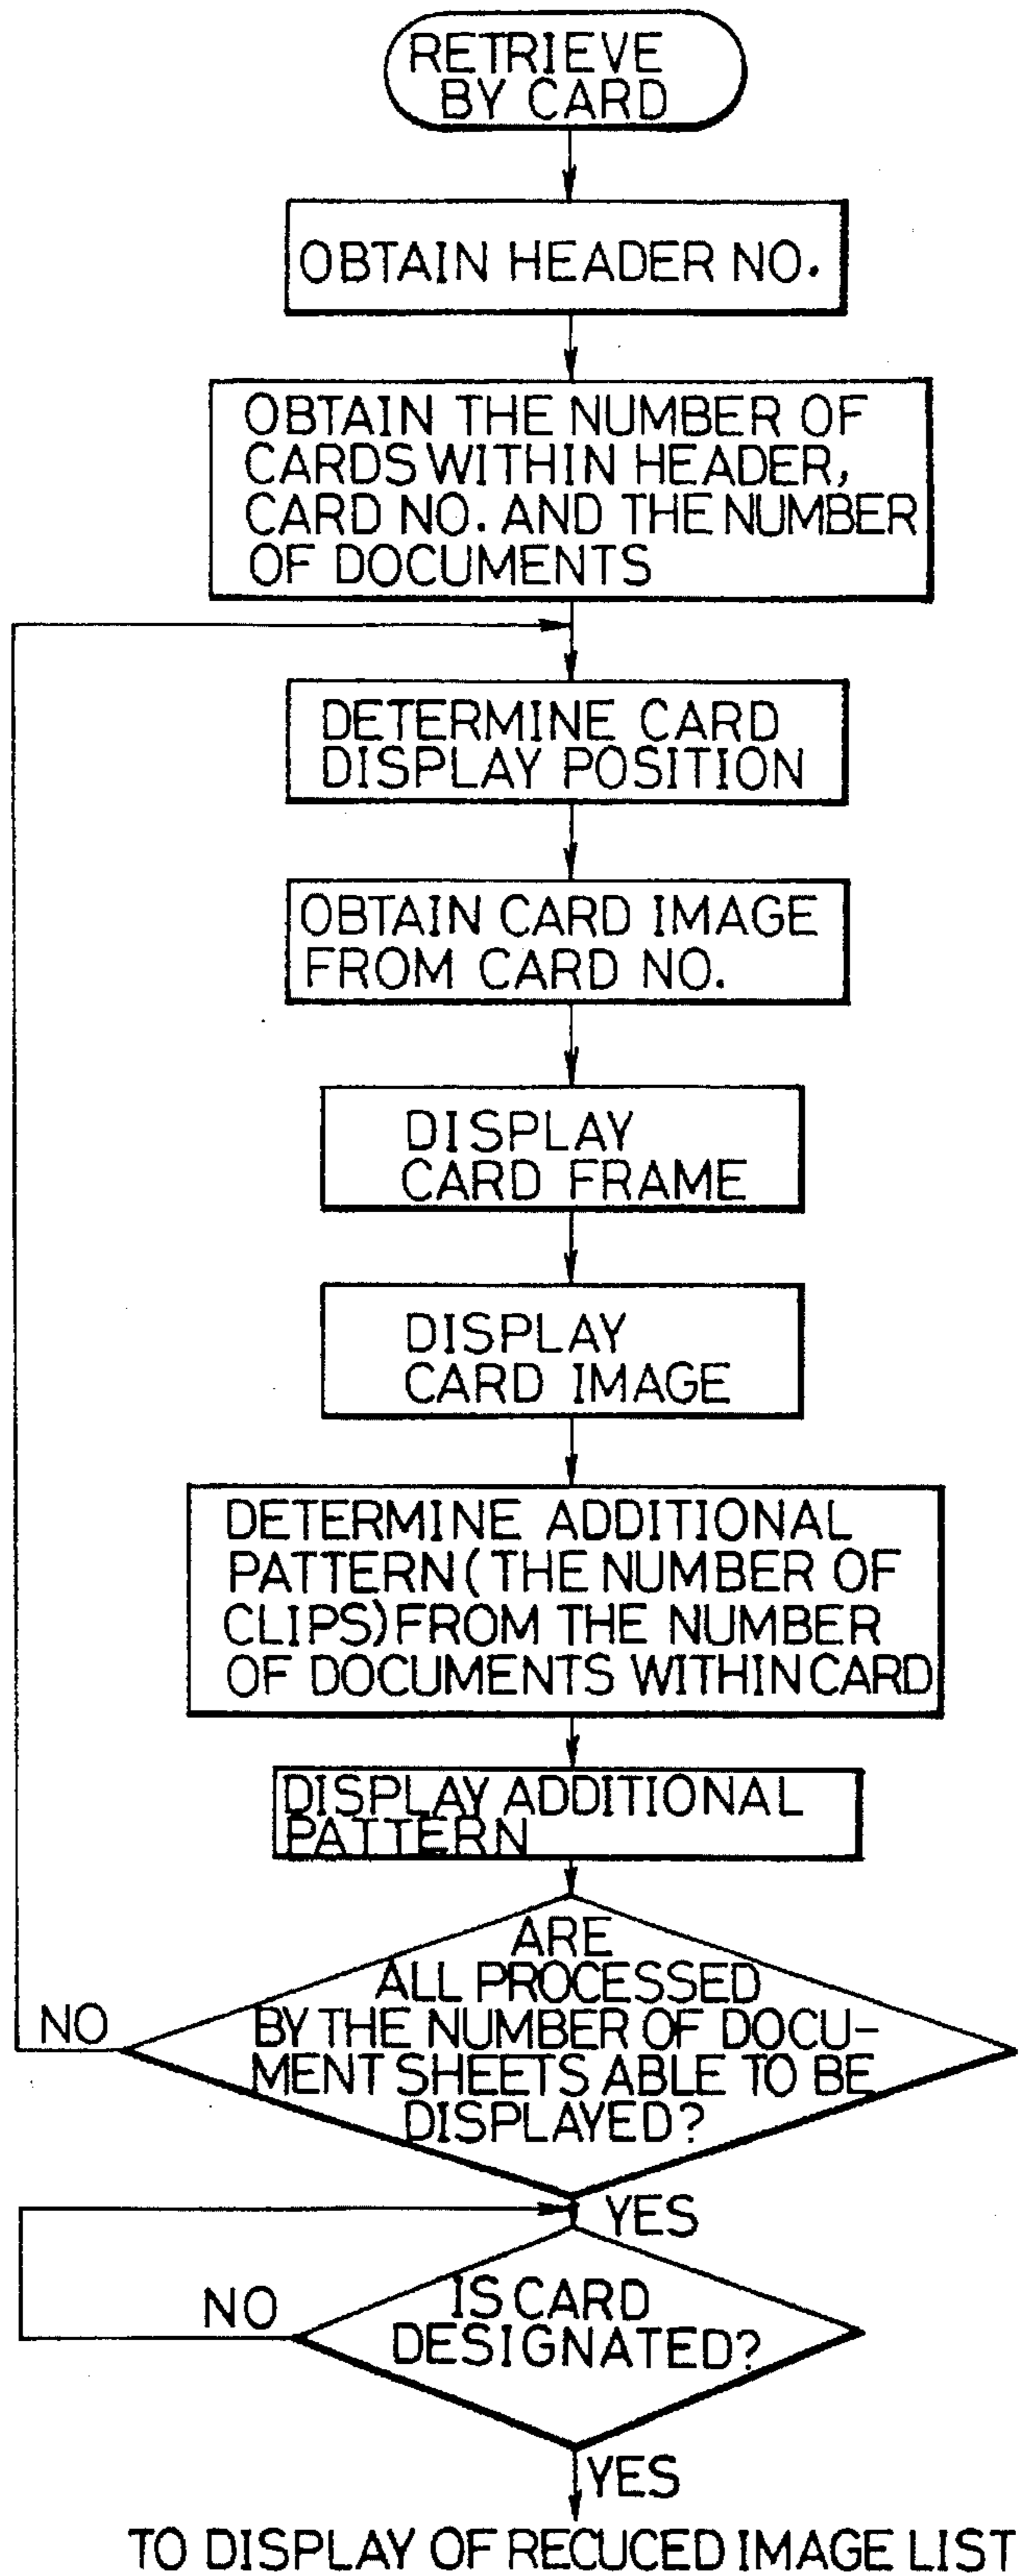 RETRIEVE
BY CARD
OBTAIN HEADER NO.
OBTAIN THE NUMBER OF
CARDS WITHIN HEADER,
CARD NO. AND THE NUMBER
OF DOCUMENTS
DETERMINE CARD
DISPLAY POSITION
OBTAIN CARD IMAGE
FROM CARD NO.
DISPLAY
CARD FRAME
DISPLAY
CARD IMAGE
DETERMINE ADDITIONAL
PATTERN (THE NUMBER OF
CLIPS) FROM THE NUMBER
OF DOCUMENTS WITHIN CARD
DISPLAY ADDITIONAL
PATTERN
ARE
ALL PROCESSED
BY THE NUMBER OF DOCU-
MENT SHEETS ABLE TO BE
DISPLAYED?
NO
YES
IS CARD
DESIGNATED?
NO
YES
TO DISPLAY OF RECUCED IMAGE LIST